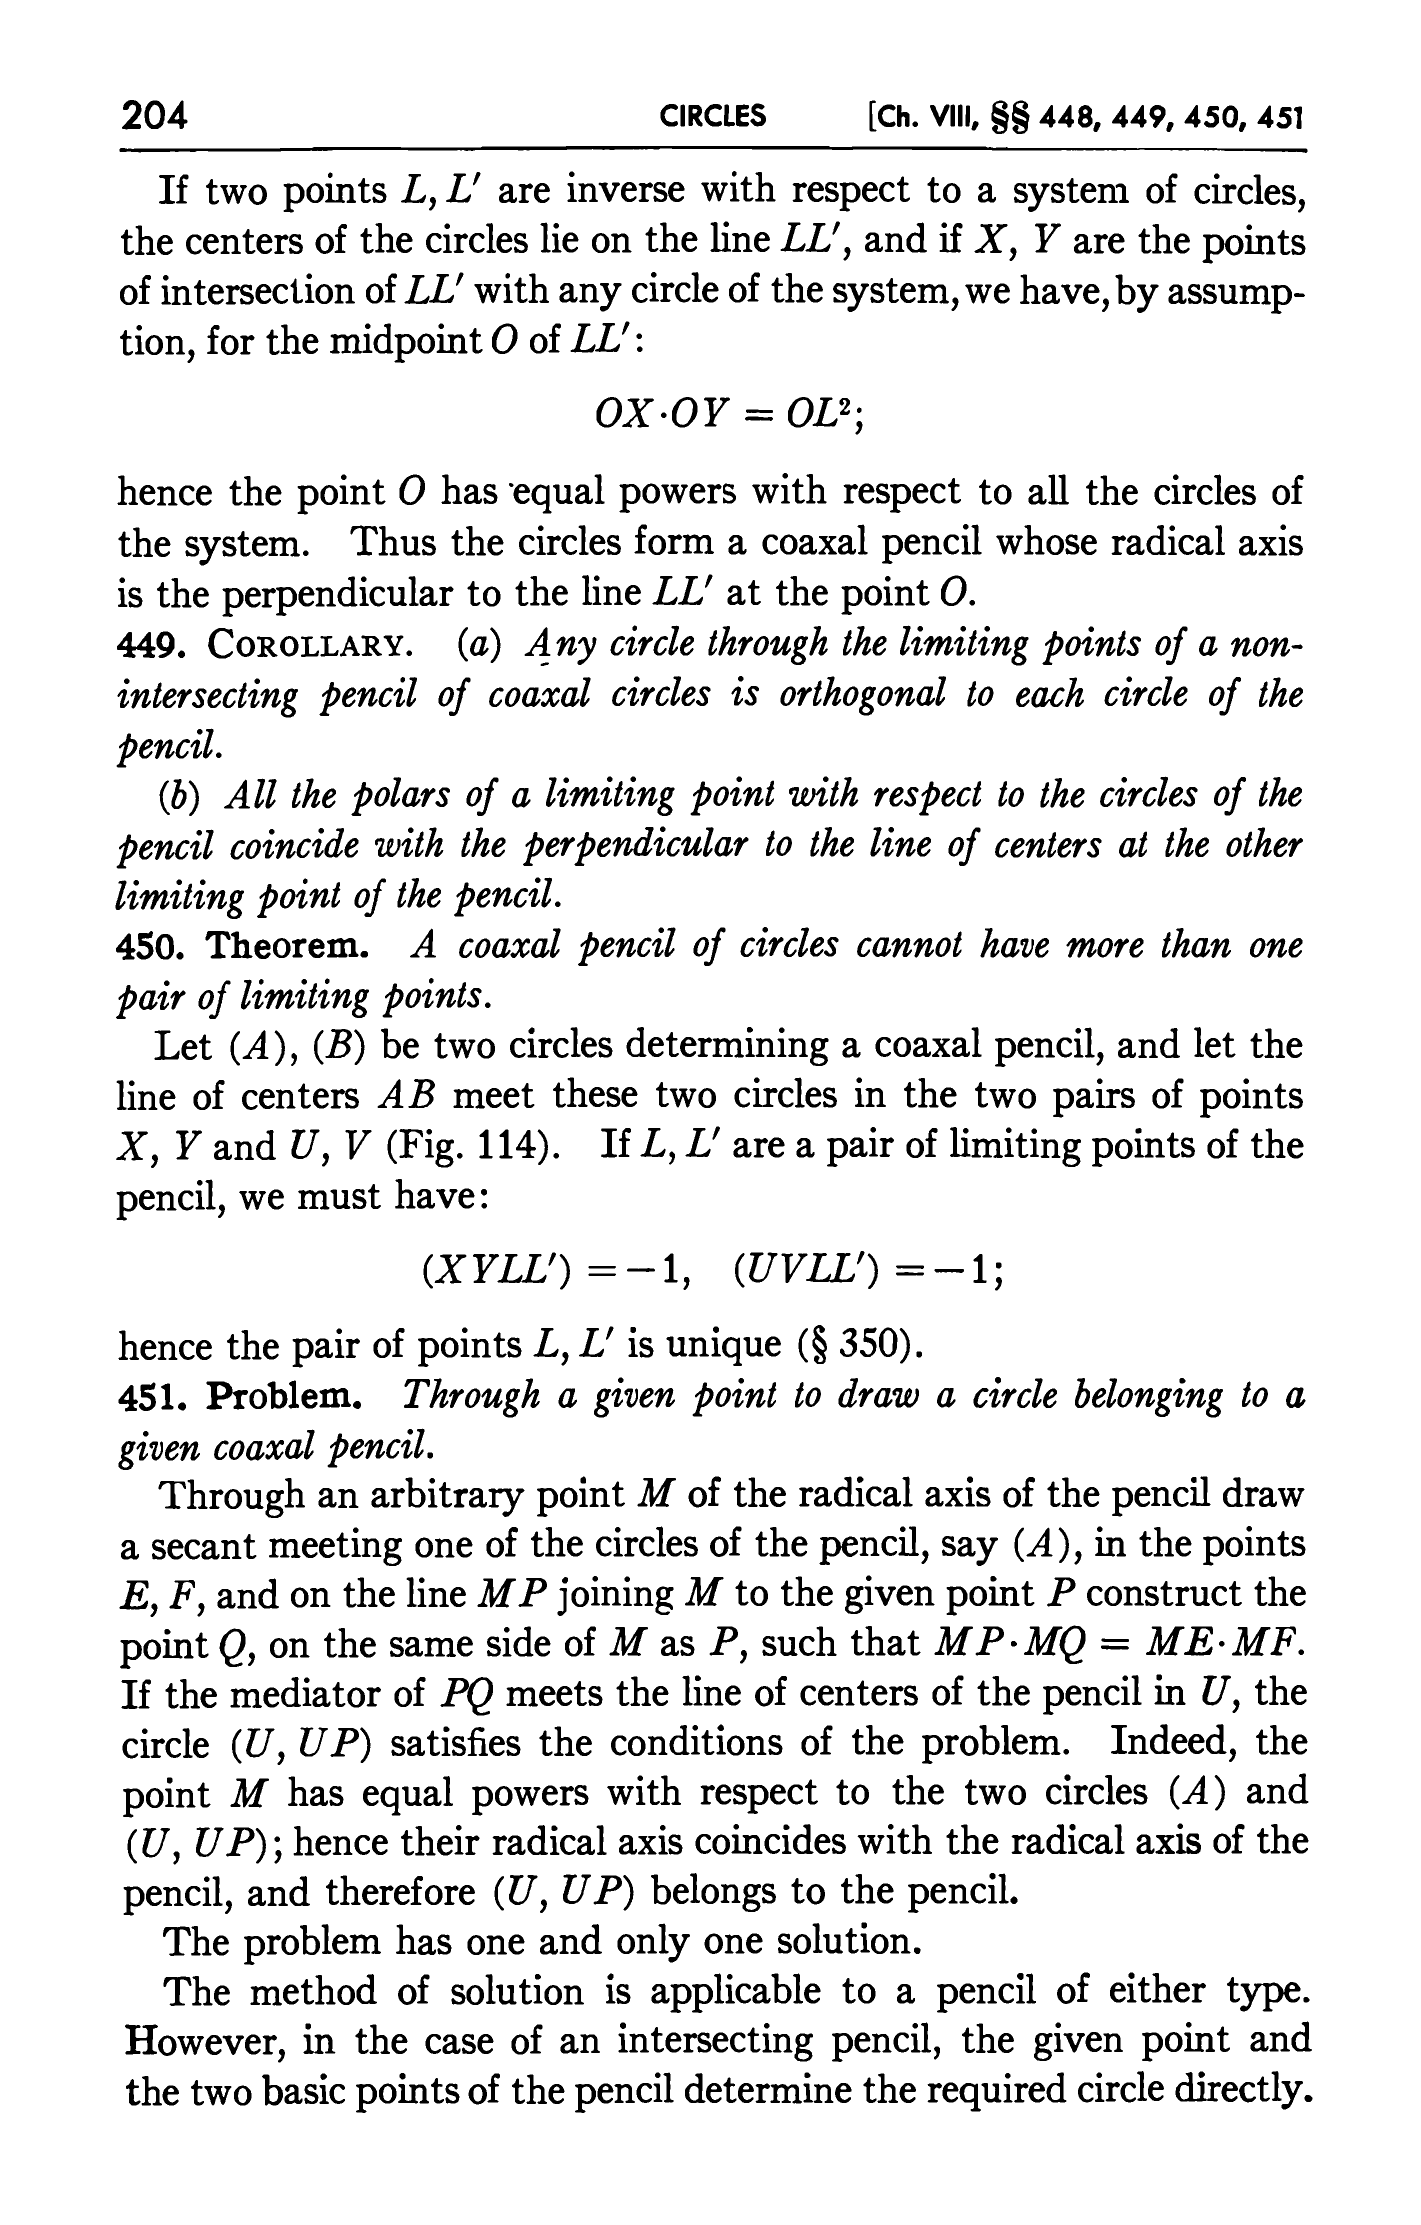 204 CIRCLES [Ch. VIII, §§ 448, 449, 450, 451
If two points L, L′ are inverse with respect to a system of circles,
the centers of the circles lie on the line LL′, and if X, Y are the points
of intersection of LL′ with any circle of the system, we have, by assump-
tion, for the midpoint O of LL′:
OX·OY = OL²;
hence the point O has equal powers with respect to all the circles of
the system. Thus the circles form a coaxal pencil whose radical axis
is the perpendicular to the line LL′ at the point O.
449. COROLLARY. (a) Any circle through the limiting points of a non-
intersecting pencil of coaxal circles is orthogonal to each circle of the
pencil.
(b) All the polars of a limiting point with respect to the circles of the
pencil coincide with the perpendicular to the line of centers at the other
limiting point of the pencil.
450. Theorem. A coaxal pencil of circles cannot have more than one
pair of limiting points.
Let (A), (B) be two circles determining a coaxal pencil, and let the
line of centers AB meet these two circles in the two pairs of points
X, Y and U, V (Fig. 114). If L, L′ are a pair of limiting points of the
pencil, we must have:
(XYLL′) = −1, (UVLL′) = −1;
hence the pair of points L, L′ is unique (§ 350).
451. Problem. Through a given point to draw a circle belonging to a
given coaxal pencil.
Through an arbitrary point M of the radical axis of the pencil draw
a secant meeting one of the circles of the pencil, say (A), in the points
E, F, and on the line MP joining M to the given point P construct the
point Q, on the same side of M as P, such that MP·MQ = ME·MF.
If the mediator of PQ meets the line of centers of the pencil in U, the
circle (U, UP) satisfies the conditions of the problem. Indeed, the
point M has equal powers with respect to the two circles (A) and
(U, UP); hence their radical axis coincides with the radical axis of the
pencil, and therefore (U, UP) belongs to the pencil.
The problem has one and only one solution.
The method of solution is applicable to a pencil of either type.
However, in the case of an intersecting pencil, the given point and
the two basic points of the pencil determine the required circle directly.